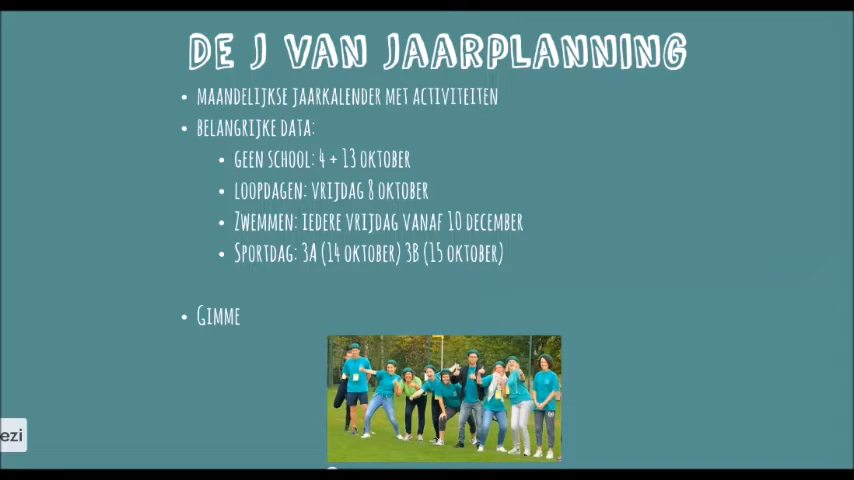 DE J VAN JAARPLANNING
• MAANDELIJKSE JAARKALENDER MET ACTIVITEITEN
• BELANGRIJKE DATA:
• GEEN SCHOOL: 4 + 13 OKTOBER
• LOOPDAGEN: VRIJDAG 8 OKTOBER
• ZWEMMEN: IEDERE VRIJDAG VANAF 10 DECEMBER
• SPORTDAG: 3A (14 OKTOBER) 3B (15 OKTOBER)
• GIMME
ezi